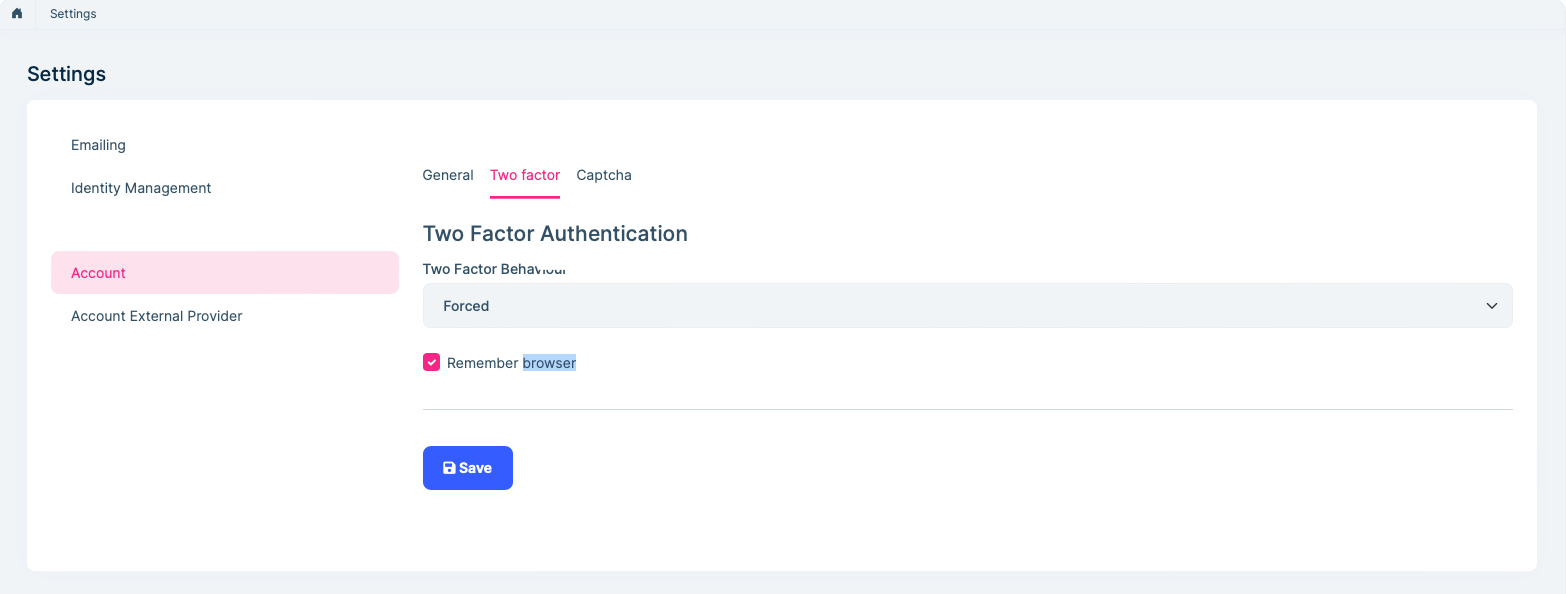 Settings
Settings
Emailing
Identity Management
Account
Account External Provider
General Two factor Captcha
Two Factor Authentication
Two Factor Behaviour
Forced
Remember browser
Save